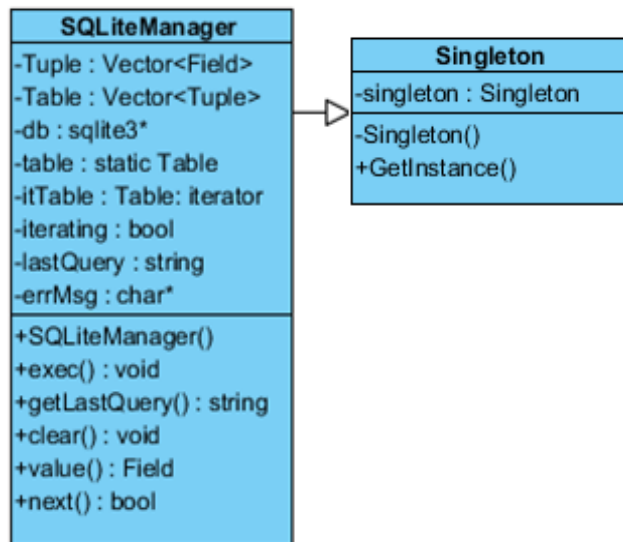 SQLiteManager
-Tuple : Vector<Field>
-Table : Vector<Tuple>
-db : sqlite3*
-table : static Table
-itTable : Table: iterator
-iterating : bool
-lastQuery : string
-errMsg : char*
+SQLiteManager()
+exec() : void
+getLastQuery() : string
+clear() : void
+value() : Field
+next() : bool
Singleton
-singleton : Singleton
-Singleton()
+GetInstance()